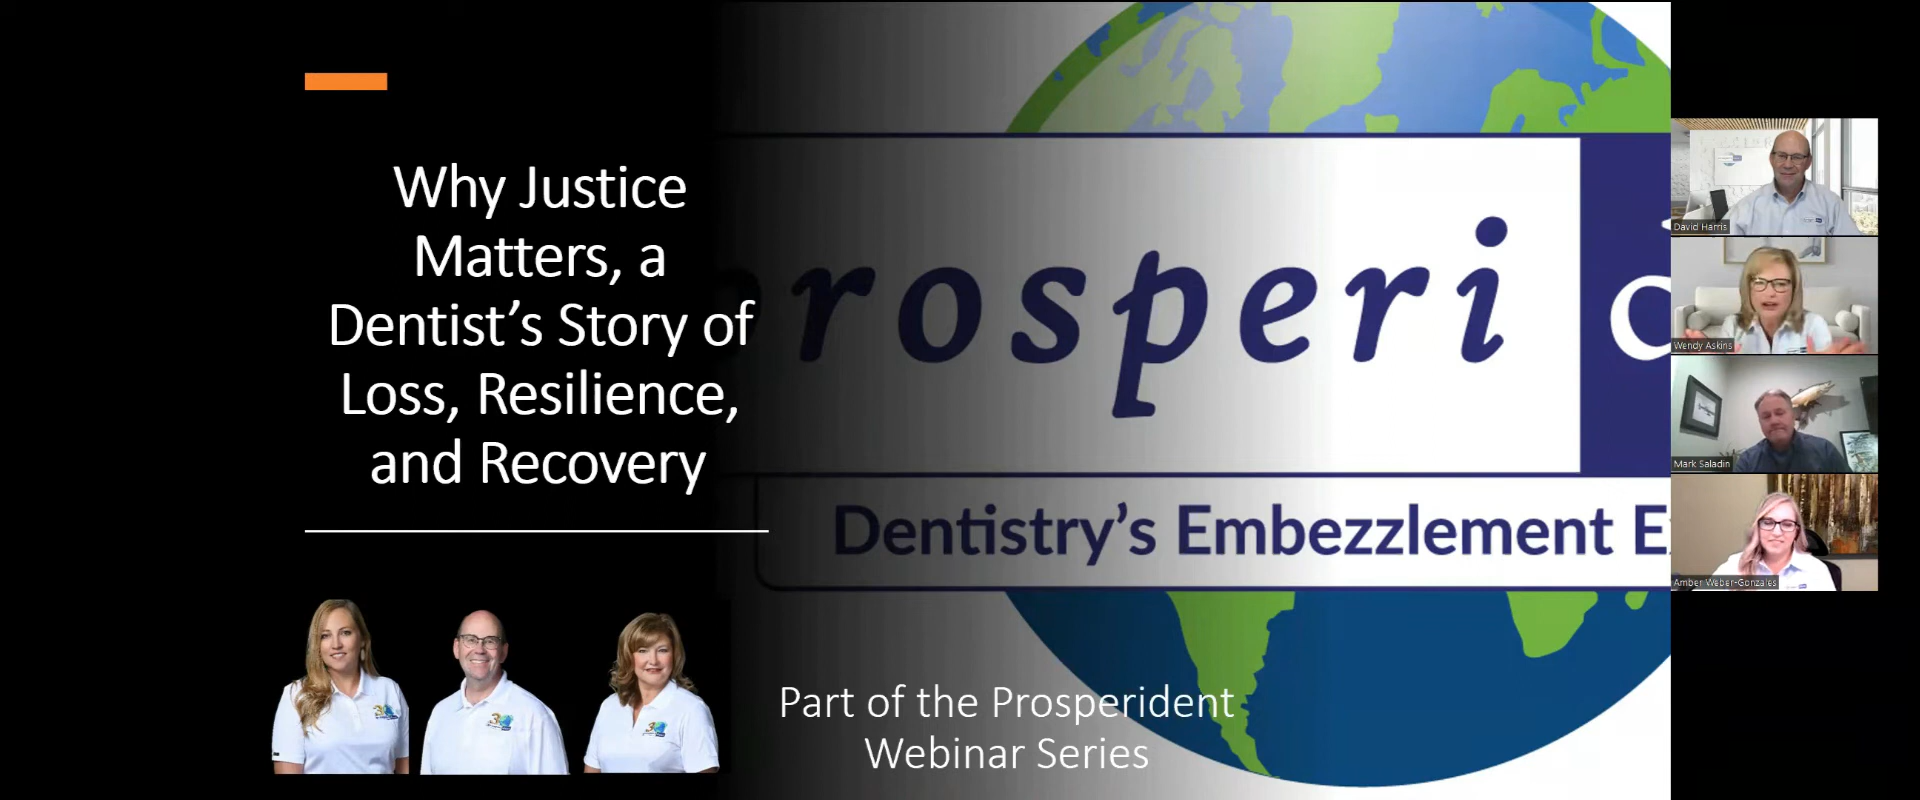 Why Justice
Matters, a
Dentist’s Story of
Loss, Resilience,
and Recovery
prosperi
Dentistry’s Embezzlement
Part of the Prosperident
Webinar Series
David Harris
Wendy Askins
Mark Saladin
Amber Weber-Gonzales